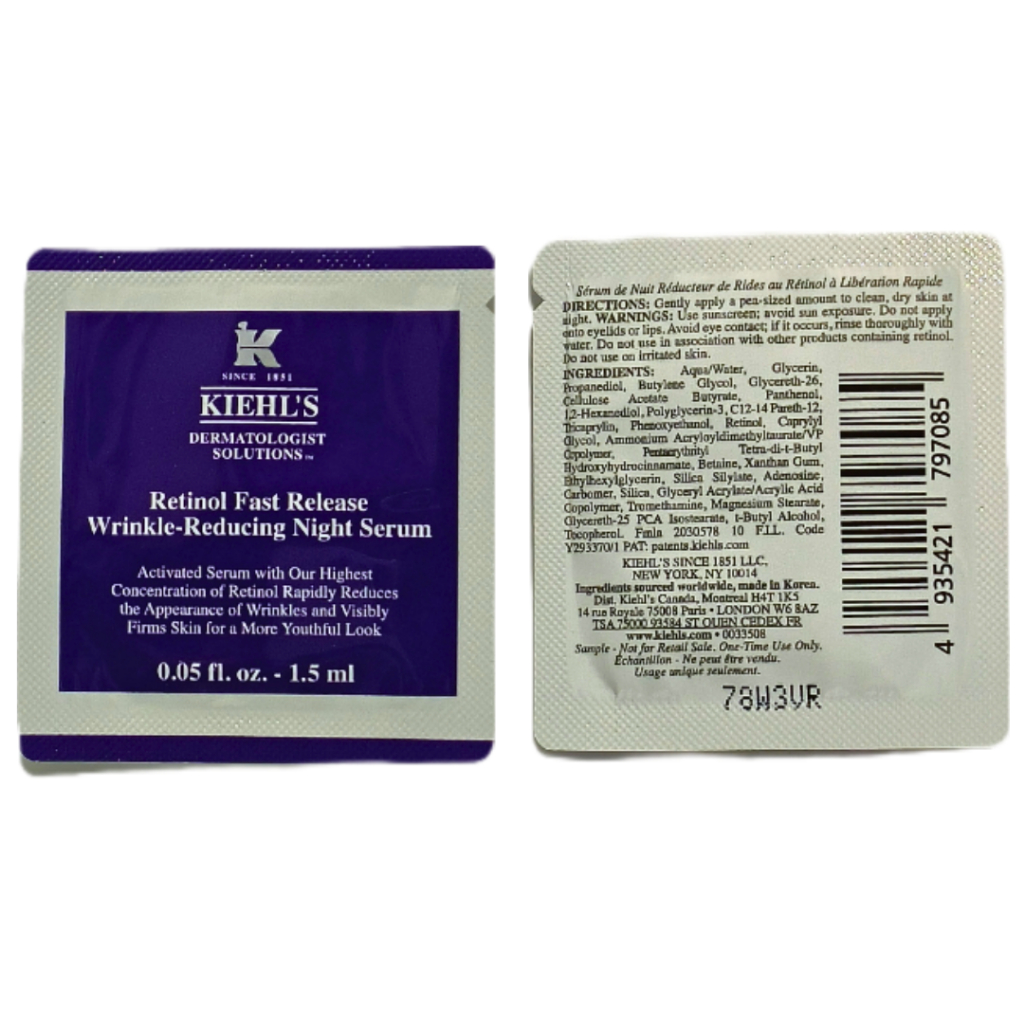 K
SINCE 1851
KIEHL'S
DERMATOLOGIST
SOLUTIONS™
Retinol Fast Release
Wrinkle-Reducing Night Serum
Activated Serum with Our Highest
Concentration of Retinol Rapidly Reduces
the Appearance of Wrinkles and Visibly
Firms Skin for a More Youthful Look
0.05 fl. oz. - 1.5 ml
Sérum de Nuit Réducteur de Rides au Rétinol à Libération Rapide
DIRECTIONS: Gently apply a pea-sized amount to clean, dry skin at
night. WARNINGS: Use sunscreen; avoid sun exposure. Do not apply
onto eyelids or lips. Avoid eye contact; if it occurs, rinse thoroughly with
water. Do not use in association with other products containing retinol.
Do not use on irritated skin.
INGREDIENTS: Aqua/Water, Glycerin,
Propanediol, Butylene Glycol, Glycereth-26,
Cellulose Acetate Butyrate, Panthenol,
1,2-Hexanediol, Polyglycerin-3, C12-14 Pareth-12,
Tricaprylin, Phenoxyethanol, Retinol, Caprylyl
Glycol, Ammonium Acryloyldimethyltaurate/VP
Copolymer, Pentaerythrityl Tetra-di-t-Butyl
Hydroxyhydrocinnamate, Betaine, Xanthan Gum,
Ethylhexylglycerin, Silica Silylate, Adenosine,
Carbomer, Silica, Glyceryl Acrylate/Acrylic Acid
Copolymer, Tromethamine, Magnesium Stearate,
Glycereth-25 PCA Isostearate, t-Butyl Alcohol,
Tocopherol. Fmla 2030578 10 F.I.L. Code
Y293370/1 PAT: patents.kiehls.com
KIEHL'S SINCE 1851 LLC,
NEW YORK, NY 10014
Ingredients sourced worldwide, made in Korea.
Dist. Kiehl's Canada, Montreal H4T 1K5
14 rue Royale 75008 Paris • LONDON W6 8AZ
TSA 75000 93584 ST OUEN CEDEX FR
www.kiehls.com • 0033508
Sample - Not for Retail Sale. One-Time Use Only.
Échantillon - Ne peut être vendu.
Usage unique seulement.
78W3VR
4 935421 797085